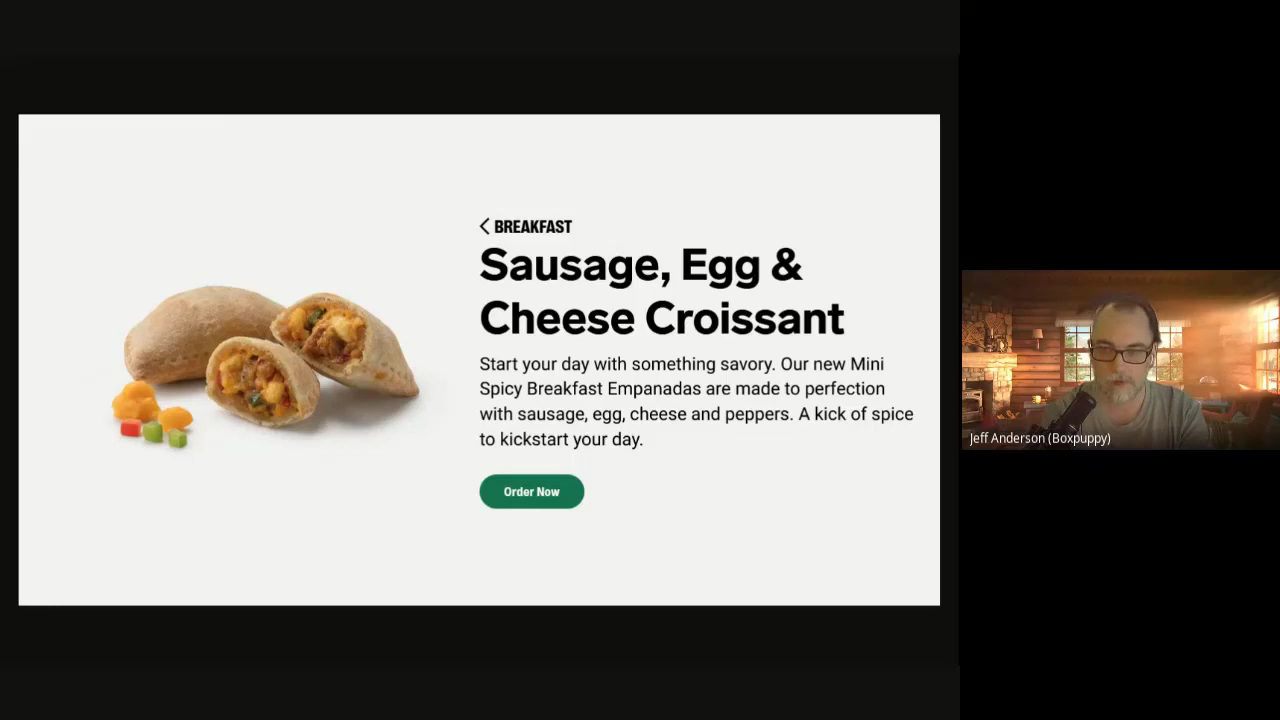 BREAKFAST
Sausage, Egg &
Cheese Croissant
Start your day with something savory. Our new Mini
Spicy Breakfast Empanadas are made to perfection
with sausage, egg, cheese and peppers. A kick of spice
to kickstart your day.
Order Now
Jeff Anderson (Boxpuppy)